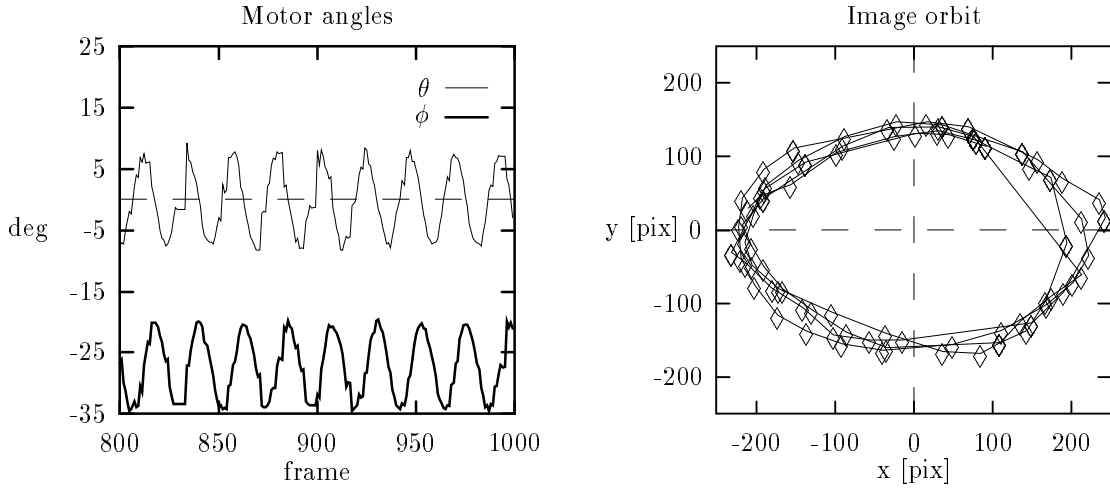 Motor angles
25
15
5
-5
-15
-25
-35
deg
θ
φ
800 850 900 950 1000
frame
Image orbit
200
100
y [pix] 0
-100
-200
-200 -100 0 100 200
x [pix]